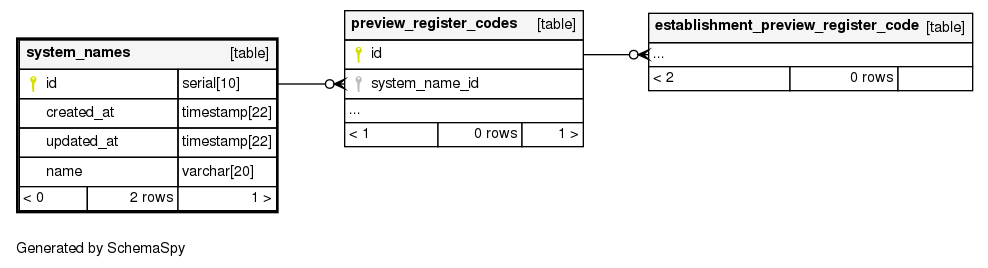 system_names [table]
id serial[10]
created_at timestamp[22]
updated_at timestamp[22]
name varchar[20]
< 0 2 rows 1 >
preview_register_codes [table]
id
system_name_id
...
< 1 0 rows 1 >
establishment_preview_register_code [table]
...
< 2 0 rows
Generated by SchemaSpy